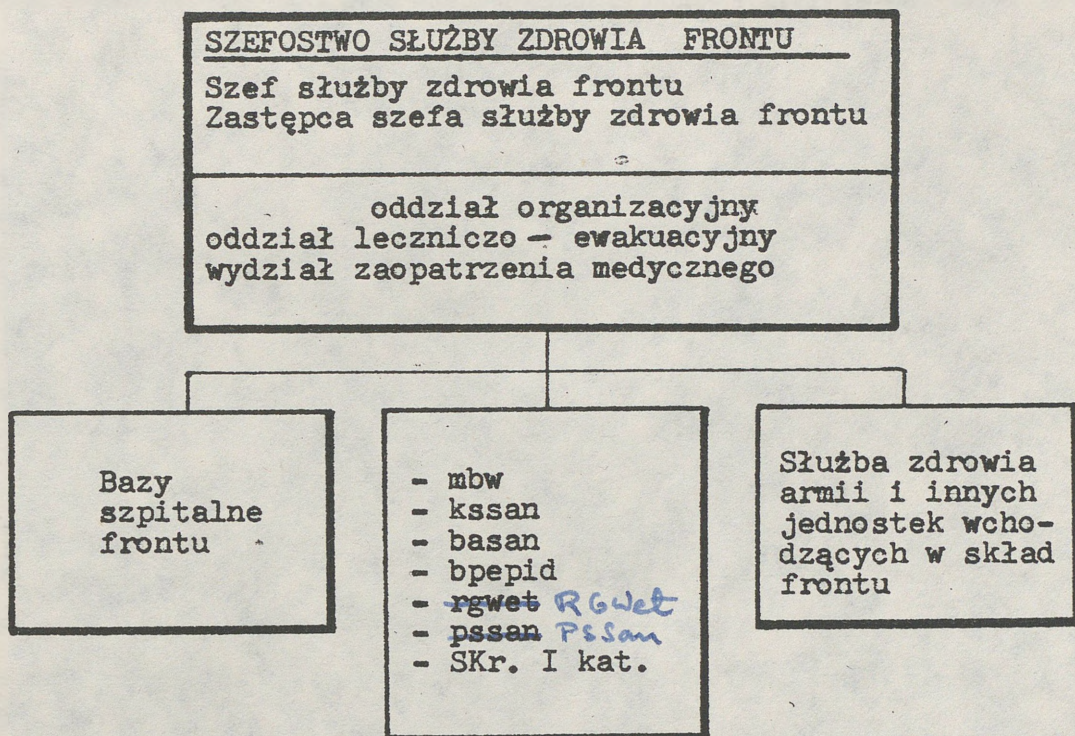 SZEFOSTWO SŁUŻBY ZDROWIA FRONTU
Szef służby zdrowia frontu
Zastępca szefa służby zdrowia frontu
oddział organizacyjny
oddział leczniczo - ewakuacyjny
wydział zaopatrzenia medycznego
Bazy
szpitalne
frontu
- mbw
- kssan
- basan
- bpepid
- rgwet RGWet
- pssan PSSan
- SKr. I kat.
Służba zdrowia
armii i innych
jednostek wcho-
dzących w skład
frontu